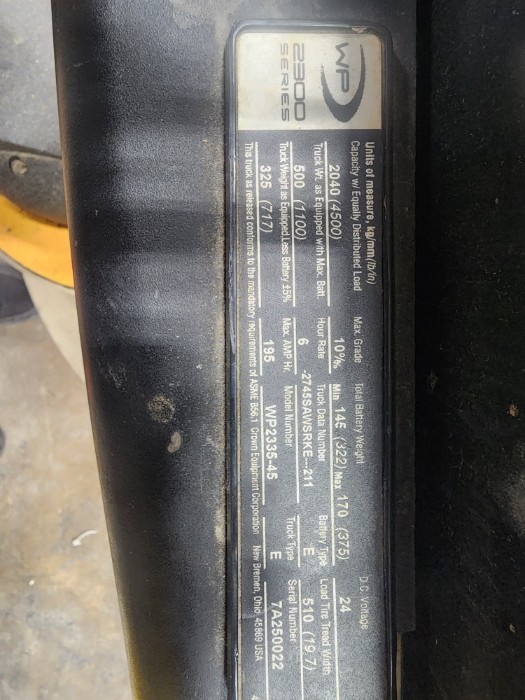 WP
2300
SERIES
Units of measure, kg/mm(lb/in)
Capacity w/ Equally Distributed Load Max. Grade Total Battery Weight D.C. Voltage
2040 (4500) 10% Min 145 (322) Max 170 (375) 24
Truck Wt. as Equipped with Max. Batt. Hour Rate Truck Data Number Battery Type Load Tire Tread Width
500 (1100) 6 -2745SAWSRKE---211 E 510 (19.7)
Truck Weight as Equipped Less Battery ±5% Max. AMP Hr. Model Number Truck Type Serial Number
325 (717) 195 WP2335-45 E 7A250022
This truck as released conforms to the mandatory requirements of ASME B56.1 Crown Equipment Corporation New Bremen, Ohio 45869 USA